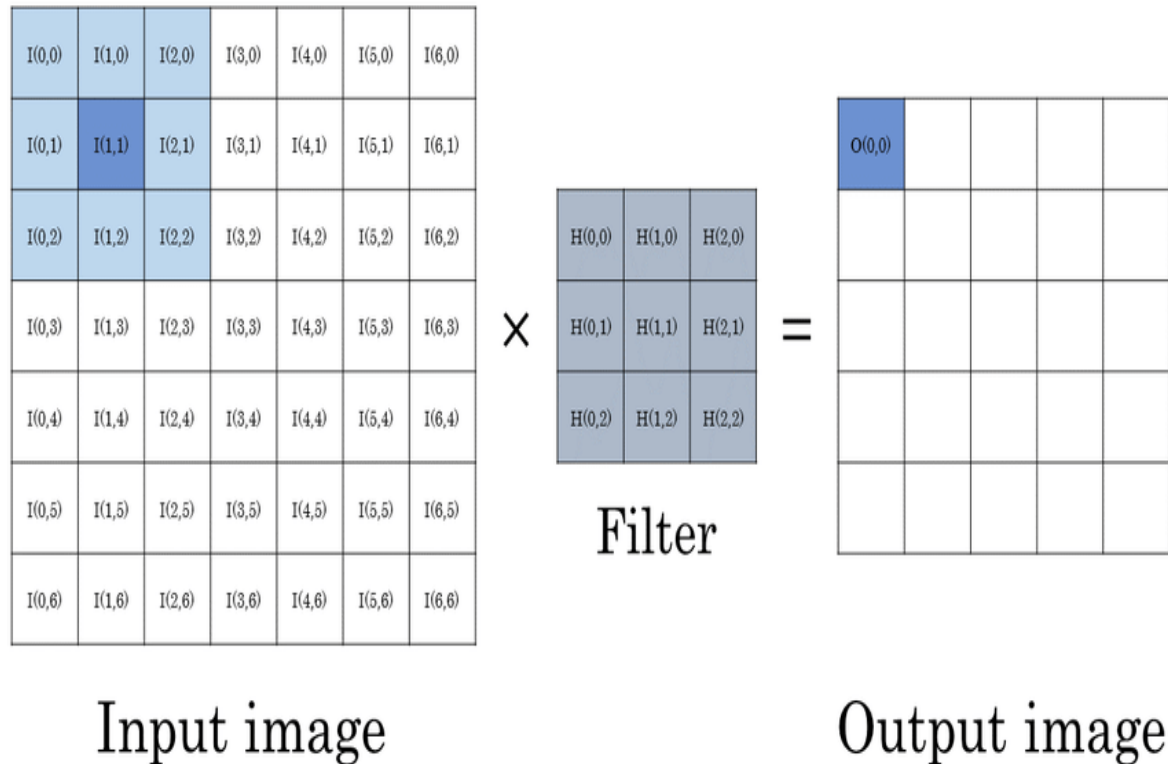 I(0,0) I(1,0) I(2,0) I(3,0) I(4,0) I(5,0) I(6,0)
I(0,1) I(1,1) I(2,1) I(3,1) I(4,1) I(5,1) I(6,1)
I(0,2) I(1,2) I(2,2) I(3,2) I(4,2) I(5,2) I(6,2)
I(0,3) I(1,3) I(2,3) I(3,3) I(4,3) I(5,3) I(6,3)
I(0,4) I(1,4) I(2,4) I(3,4) I(4,4) I(5,4) I(6,4)
I(0,5) I(1,5) I(2,5) I(3,5) I(4,5) I(5,5) I(6,5)
I(0,6) I(1,6) I(2,6) I(3,6) I(4,6) I(5,6) I(6,6)
Input image
×
H(0,0) H(1,0) H(2,0)
H(0,1) H(1,1) H(2,1)
H(0,2) H(1,2) H(2,2)
Filter
=
O(0,0)
Output image